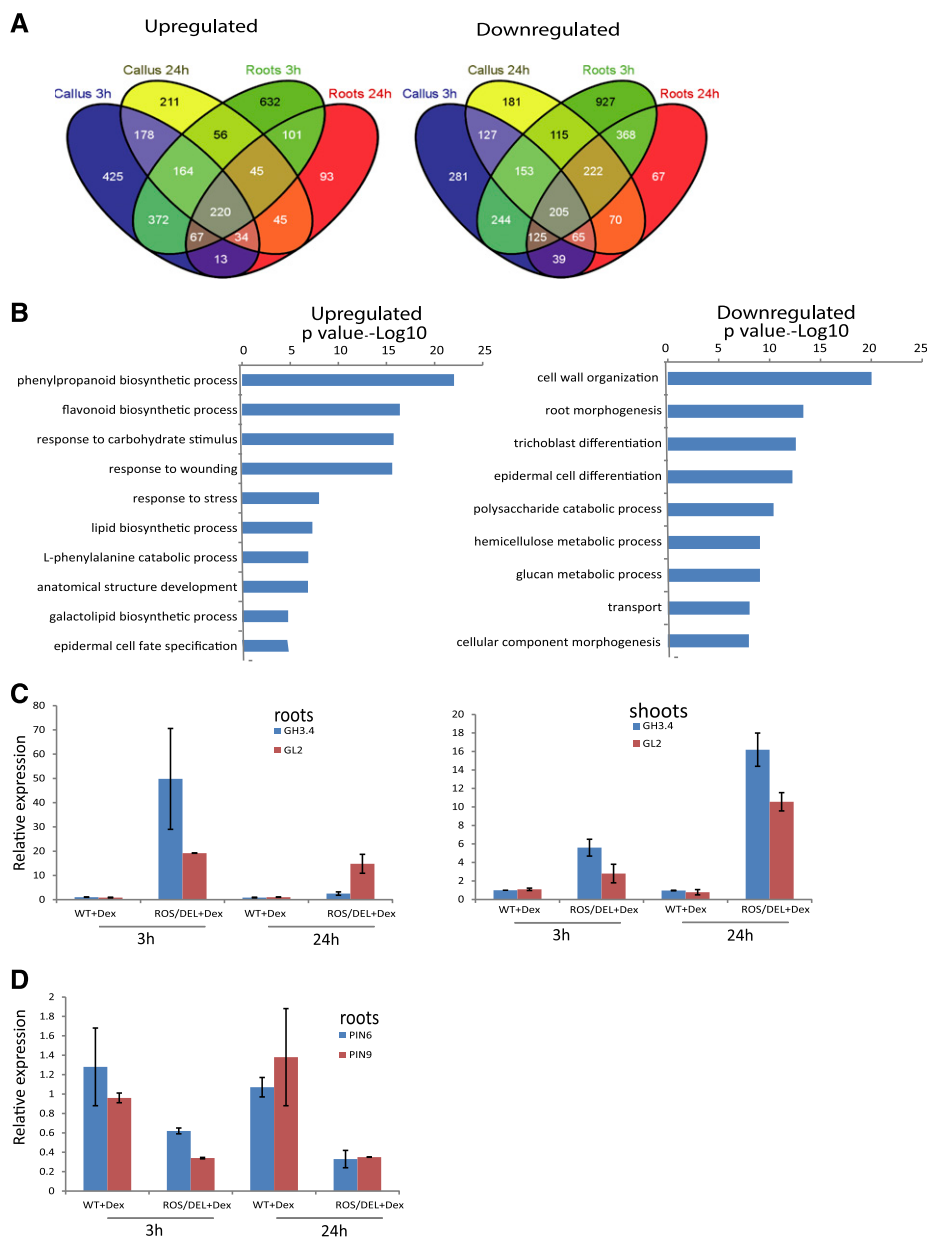 A
Upregulated
Downregulated
Callus 24h
Roots 3h
Callus 3h
Roots 24h
211
632
178
56
101
425
164
45
93
372
220
45
67
34
13
Callus 24h
Roots 3h
Callus 3h
Roots 24h
181
927
127
115
368
281
153
222
67
244
205
70
125
65
39
B
Upregulated
p value -Log10
0 5 10 15 20 25
phenylpropanoid biosynthetic process
flavonoid biosynthetic process
response to carbohydrate stimulus
response to wounding
response to stress
lipid biosynthetic process
L-phenylalanine catabolic process
anatomical structure development
galactolipid biosynthetic process
epidermal cell fate specification
Downregulated
p value -Log10
0 5 10 15 20 25
cell wall organization
root morphogenesis
trichoblast differentiation
epidermal cell differentiation
polysaccharide catabolic process
hemicellulose metabolic process
glucan metabolic process
transport
cellular component morphogenesis
C
Relative expression
80
70
60
50
40
30
20
10
0
roots
GH3.4
GL2
WT+Dex ROS/DEL+Dex WT+Dex ROS/DEL+Dex
3h 24h
20
18
16
14
12
10
8
6
4
2
0
shoots
GH3.4
GL2
WT+Dex ROS/DEL+Dex WT+Dex ROS/DEL+Dex
3h 24h
D
Relative expression
2
1.8
1.6
1.4
1.2
1
0.8
0.6
0.4
0.2
0
roots
PIN6
PIN9
WT+Dex ROS/DEL+Dex WT+Dex ROS/DEL+Dex
3h 24h